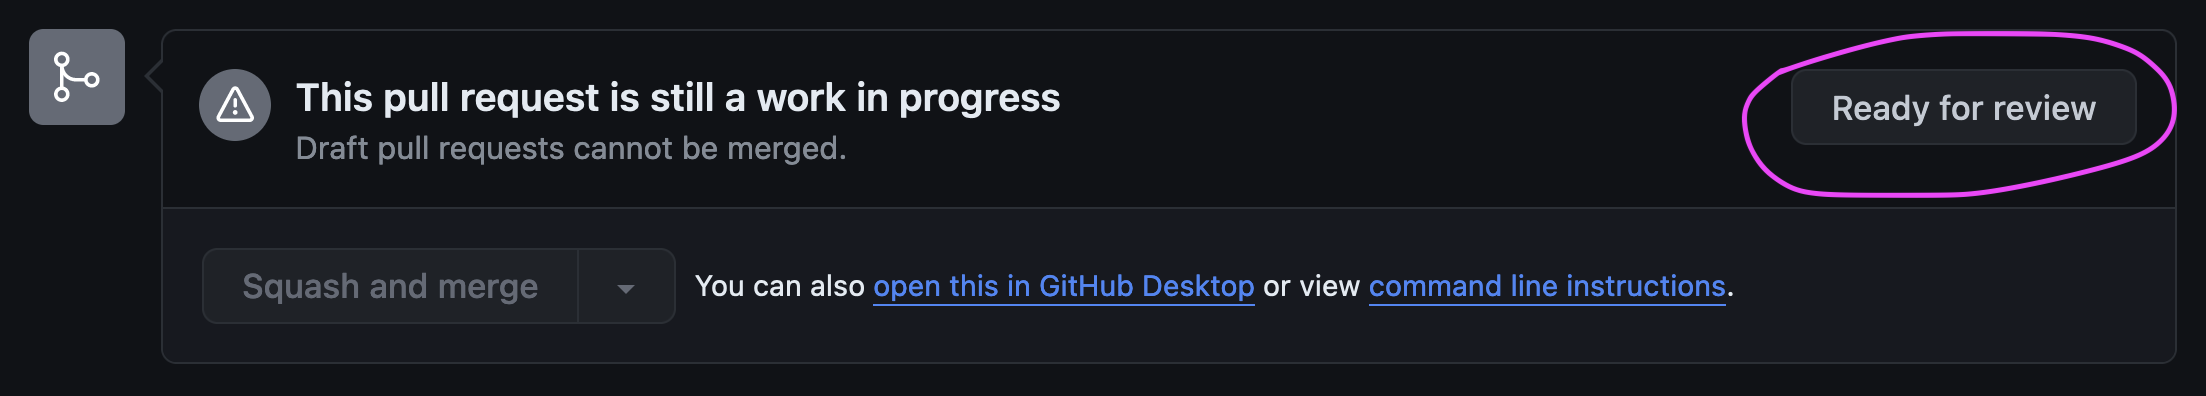 This pull request is still a work in progress
Draft pull requests cannot be merged.
Ready for review
Squash and merge
You can also open this in GitHub Desktop or view command line instructions.